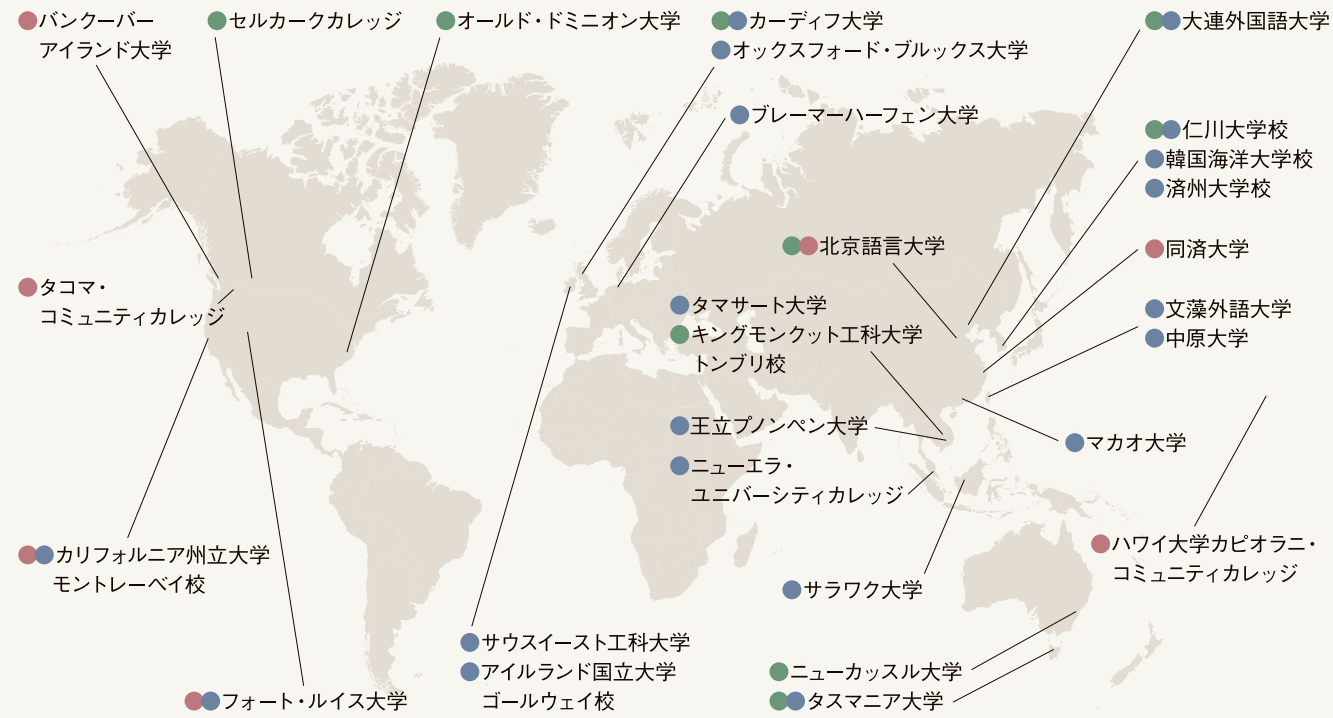 バンクーバー
アイランド大学
セルカークカレッジ
オールド・ドミニオン大学
カーディフ大学
オックスフォード・ブルックス大学
大連外国語大学
ブレーマーハーフェン大学
仁川大学校
韓国海洋大学校
済州大学校
北京語言大学
同済大学
タコマ・
コミュニティカレッジ
タマサート大学
キングモンクット工科大学
トンブリ校
文藻外語大学
中原大学
王立プノンペン大学
マカオ大学
ニューエラ・
ユニバーシティカレッジ
カリフォルニア州立大学
モントレーベイ校
ハワイ大学カピオラニ・
コミュニティカレッジ
サラワク大学
サウスイースト工科大学
アイルランド国立大学
ゴールウェイ校
ニューカッスル大学
フォート・ルイス大学
タスマニア大学